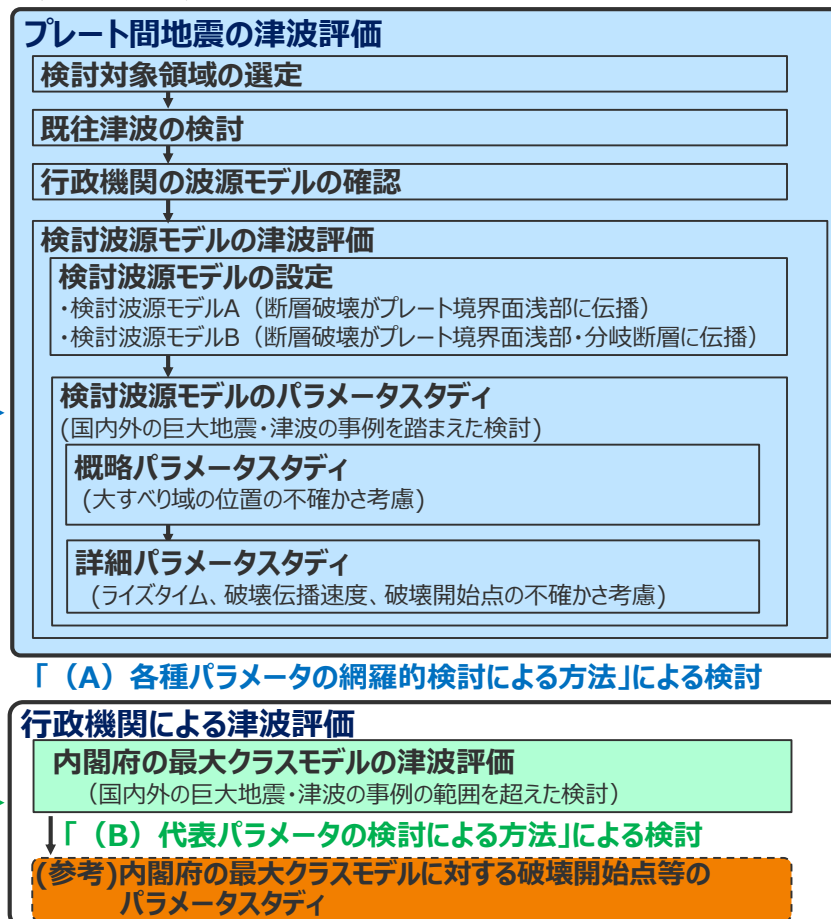 プレート間地震の津波評価
検討対象領域の選定
既往津波の検討
行政機関の波源モデルの確認
検討波源モデルの津波評価
検討波源モデルの設定
・検討波源モデルA（断層破壊がプレート境界面浅部に伝播）
・検討波源モデルB（断層破壊がプレート境界面浅部・分岐断層に伝播）
検討波源モデルのパラメータスタディ
(国内外の巨大地震・津波の事例を踏まえた検討)
概略パラメータスタディ
(大すべり域の位置の不確かさ考慮)
詳細パラメータスタディ
(ライズタイム、破壊伝播速度、破壊開始点の不確かさ考慮)
「（A）各種パラメータの網羅的検討による方法」による検討
行政機関による津波評価
内閣府の最大クラスモデルの津波評価
（国内外の巨大地震・津波の事例の範囲を超えた検討）
「（B）代表パラメータの検討による方法」による検討
(参考)内閣府の最大クラスモデルに対する破壊開始点等の
パラメータスタディ